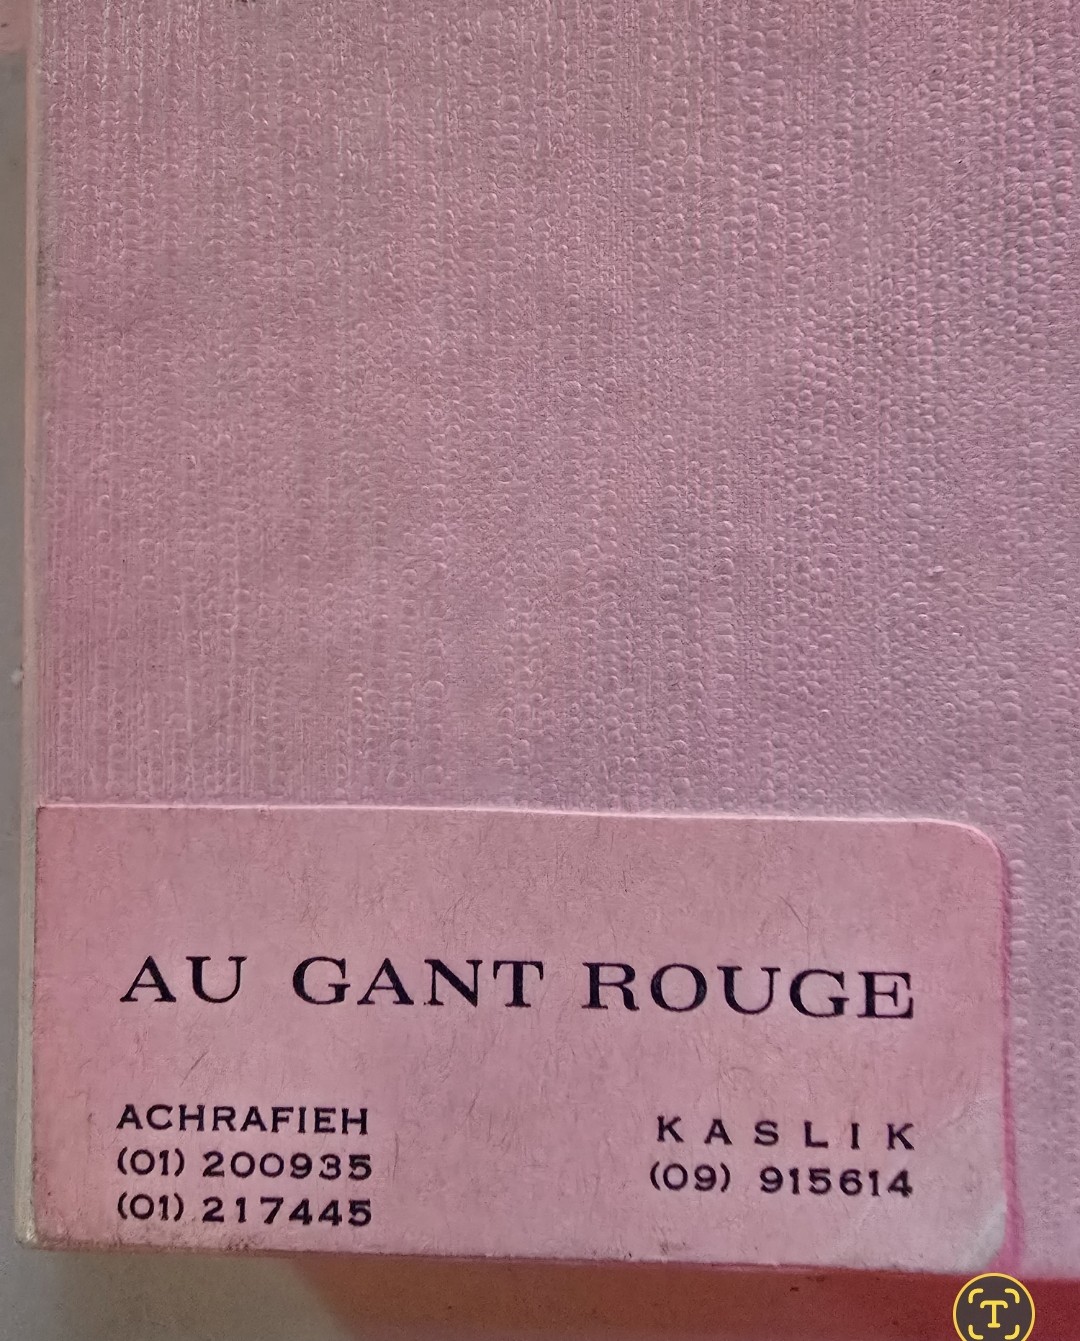 AU GANT ROUGE
ACHRAFIEH
(01) 200935
(01) 217445
KASLIK
(09) 915614